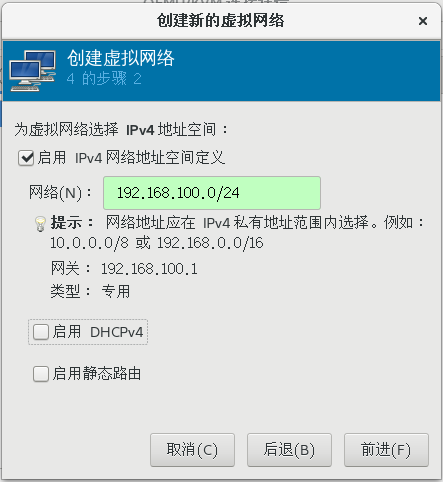 创建新的虚拟网络
创建虚拟网络
4 的步骤 2
为虚拟网络选择 IPv4 地址空间：
启用 IPv4 网络地址空间定义
网络(N)： 192.168.100.0/24
提示： 网络地址应在 IPv4 私有地址范围内选择。例如：
10.0.0.0/8 或 192.168.0.0/16
网关： 192.168.100.1
类型： 专用
启用 DHCPv4
启用静态路由
取消(C) 后退(B) 前进(F)